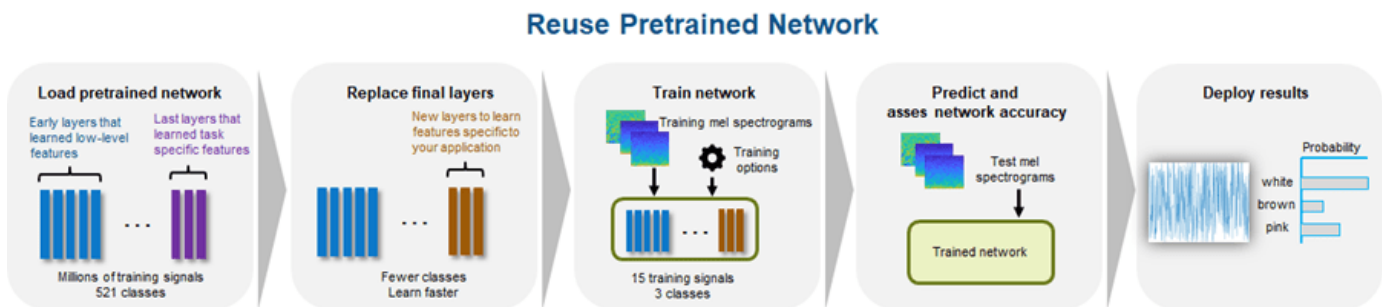 Reuse Pretrained Network
Load pretrained network
Early layers that
learned low-level
features
Last layers that
learned task
specific features
...
Millions of training signals
521 classes
Replace final layers
New layers to learn
features specific to
your application
...
Fewer classes
Learn faster
Train network
Training mel spectrograms
Training
options
...
15 training signals
3 classes
Predict and
asses network accuracy
Test mel
spectrograms
Trained network
Deploy results
Probability
white
brown
pink